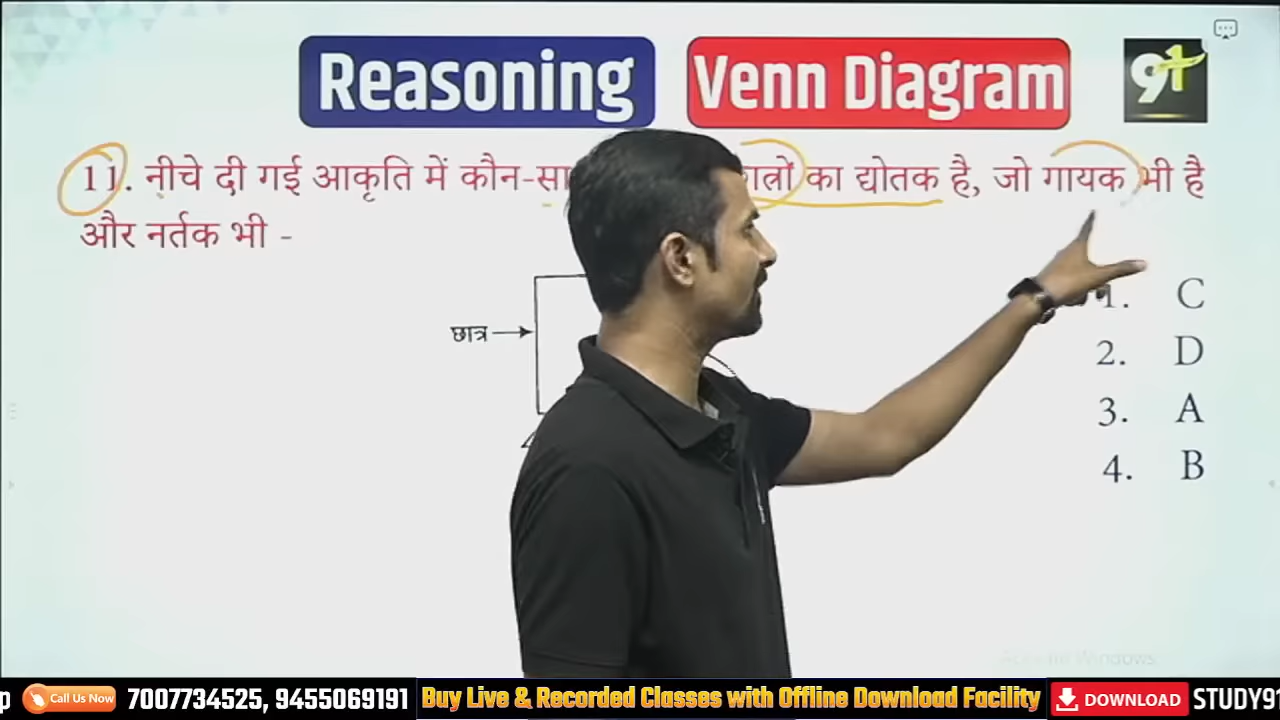 Reasoning
Venn Diagram
91
11. नीचे दी गई आकृति में कौन-सा का द्योतक है, जो गायक भी है
और नर्तक भी -
छात्र
1. C
2. D
3. A
4. B
Call Us Now 7007734525, 9455069191 Buy Live & Recorded Classes with Offline Download Facility DOWNLOAD STUDY91